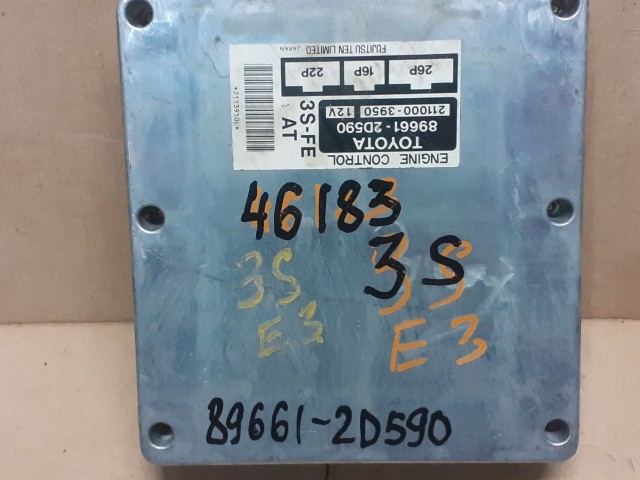 ENGINE CONTROL
TOYOTA
89661-2D590
211000-3950 12V
3S-FE
AT
26P 16P 22P
FUJITSU TEN LIMITED JAPAN
46183
3S
3S
3S
E3
E3
89661-2D590